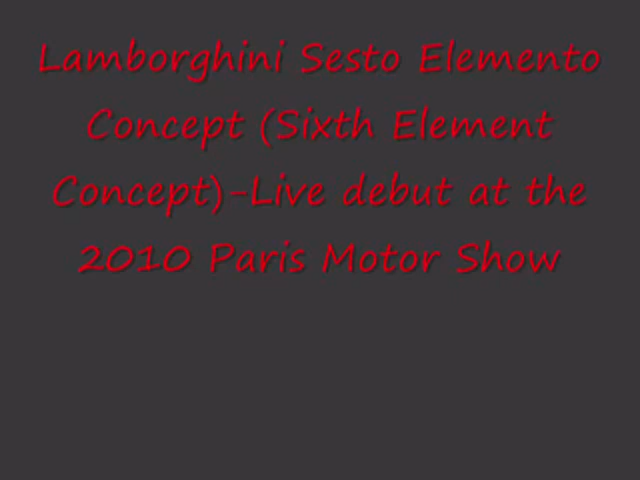 Lamborghini Sesto Elemento
Concept (Sixth Element
Concept)-Live debut at the
2010 Paris Motor Show